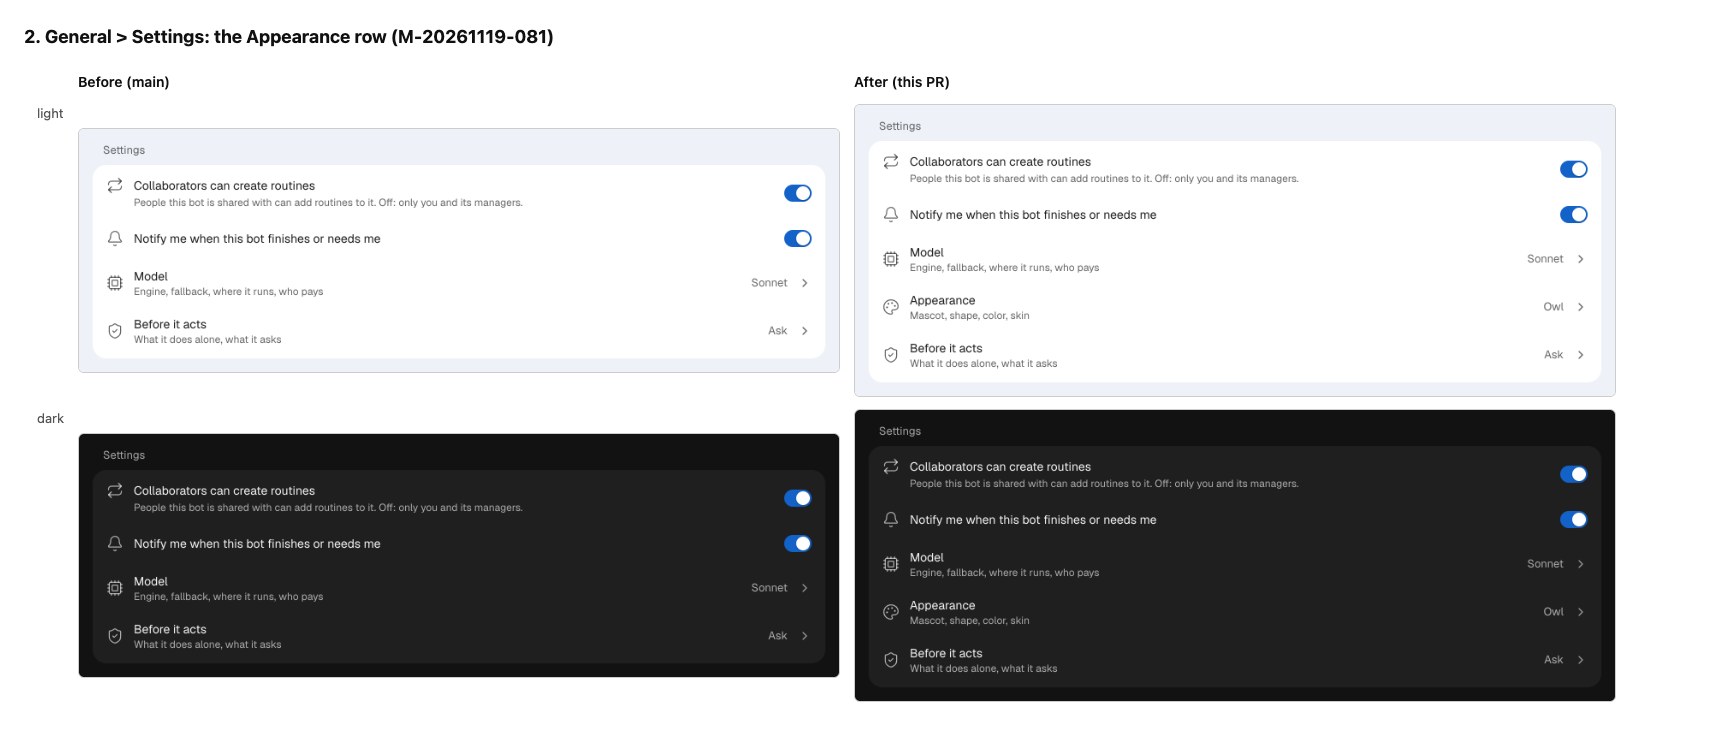 2. General > Settings: the Appearance row (M-20261119-081)
Before (main)
After (this PR)
light
Settings
Collaborators can create routines
People this bot is shared with can add routines to it. Off: only you and its managers.
Notify me when this bot finishes or needs me
Model
Engine, fallback, where it runs, who pays
Sonnet
Before it acts
What it does alone, what it asks
Ask
Settings
Collaborators can create routines
People this bot is shared with can add routines to it. Off: only you and its managers.
Notify me when this bot finishes or needs me
Model
Engine, fallback, where it runs, who pays
Sonnet
Appearance
Mascot, shape, color, skin
Owl
Before it acts
What it does alone, what it asks
Ask
dark
Settings
Collaborators can create routines
People this bot is shared with can add routines to it. Off: only you and its managers.
Notify me when this bot finishes or needs me
Model
Engine, fallback, where it runs, who pays
Sonnet
Before it acts
What it does alone, what it asks
Ask
Settings
Collaborators can create routines
People this bot is shared with can add routines to it. Off: only you and its managers.
Notify me when this bot finishes or needs me
Model
Engine, fallback, where it runs, who pays
Sonnet
Appearance
Mascot, shape, color, skin
Owl
Before it acts
What it does alone, what it asks
Ask